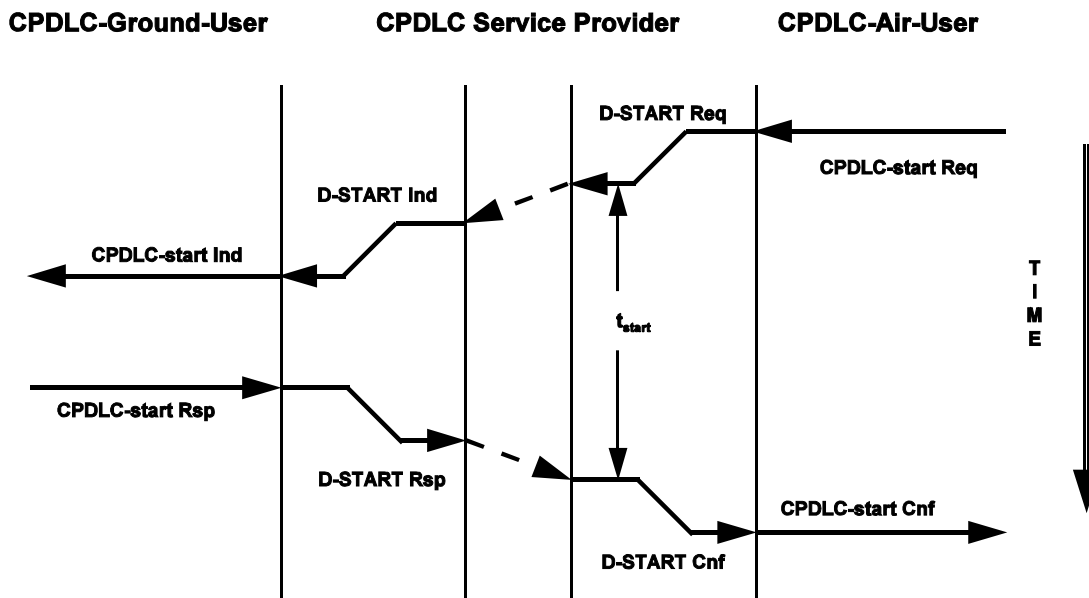 CPDLC-Ground-User
CPDLC Service Provider
CPDLC-Air-User
D-START Req
CPDLC-start Req
D-START Ind
CPDLC-start Ind
tstart
T
I
M
E
CPDLC-start Rsp
D-START Rsp
CPDLC-start Cnf
D-START Cnf